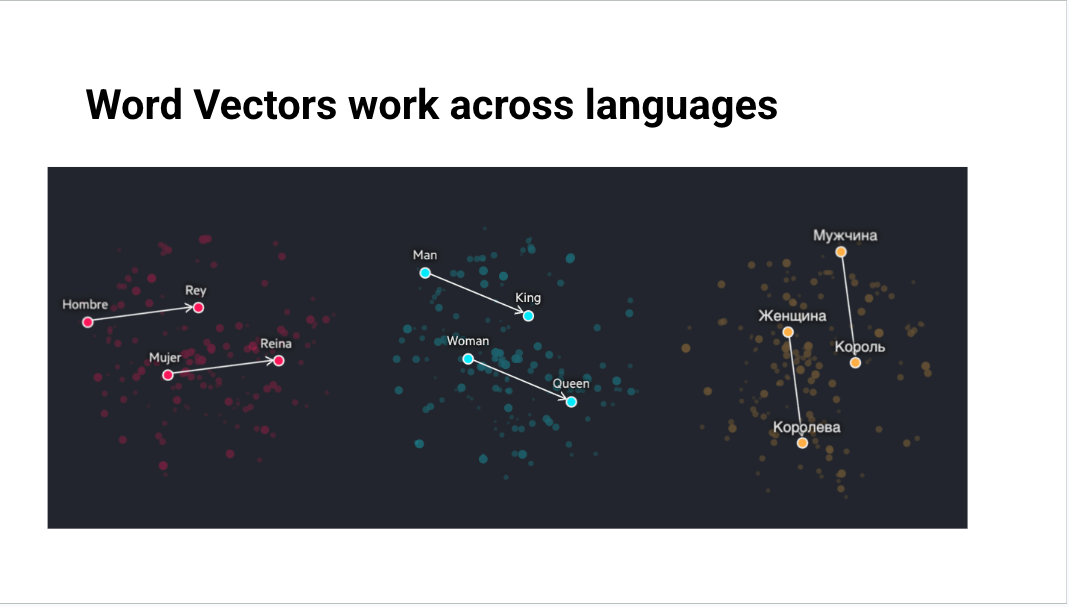 Word Vectors work across languages
Hombre
Rey
Mujer
Reina
Man
King
Woman
Queen
Мужчина
Женщина
Король
Королева